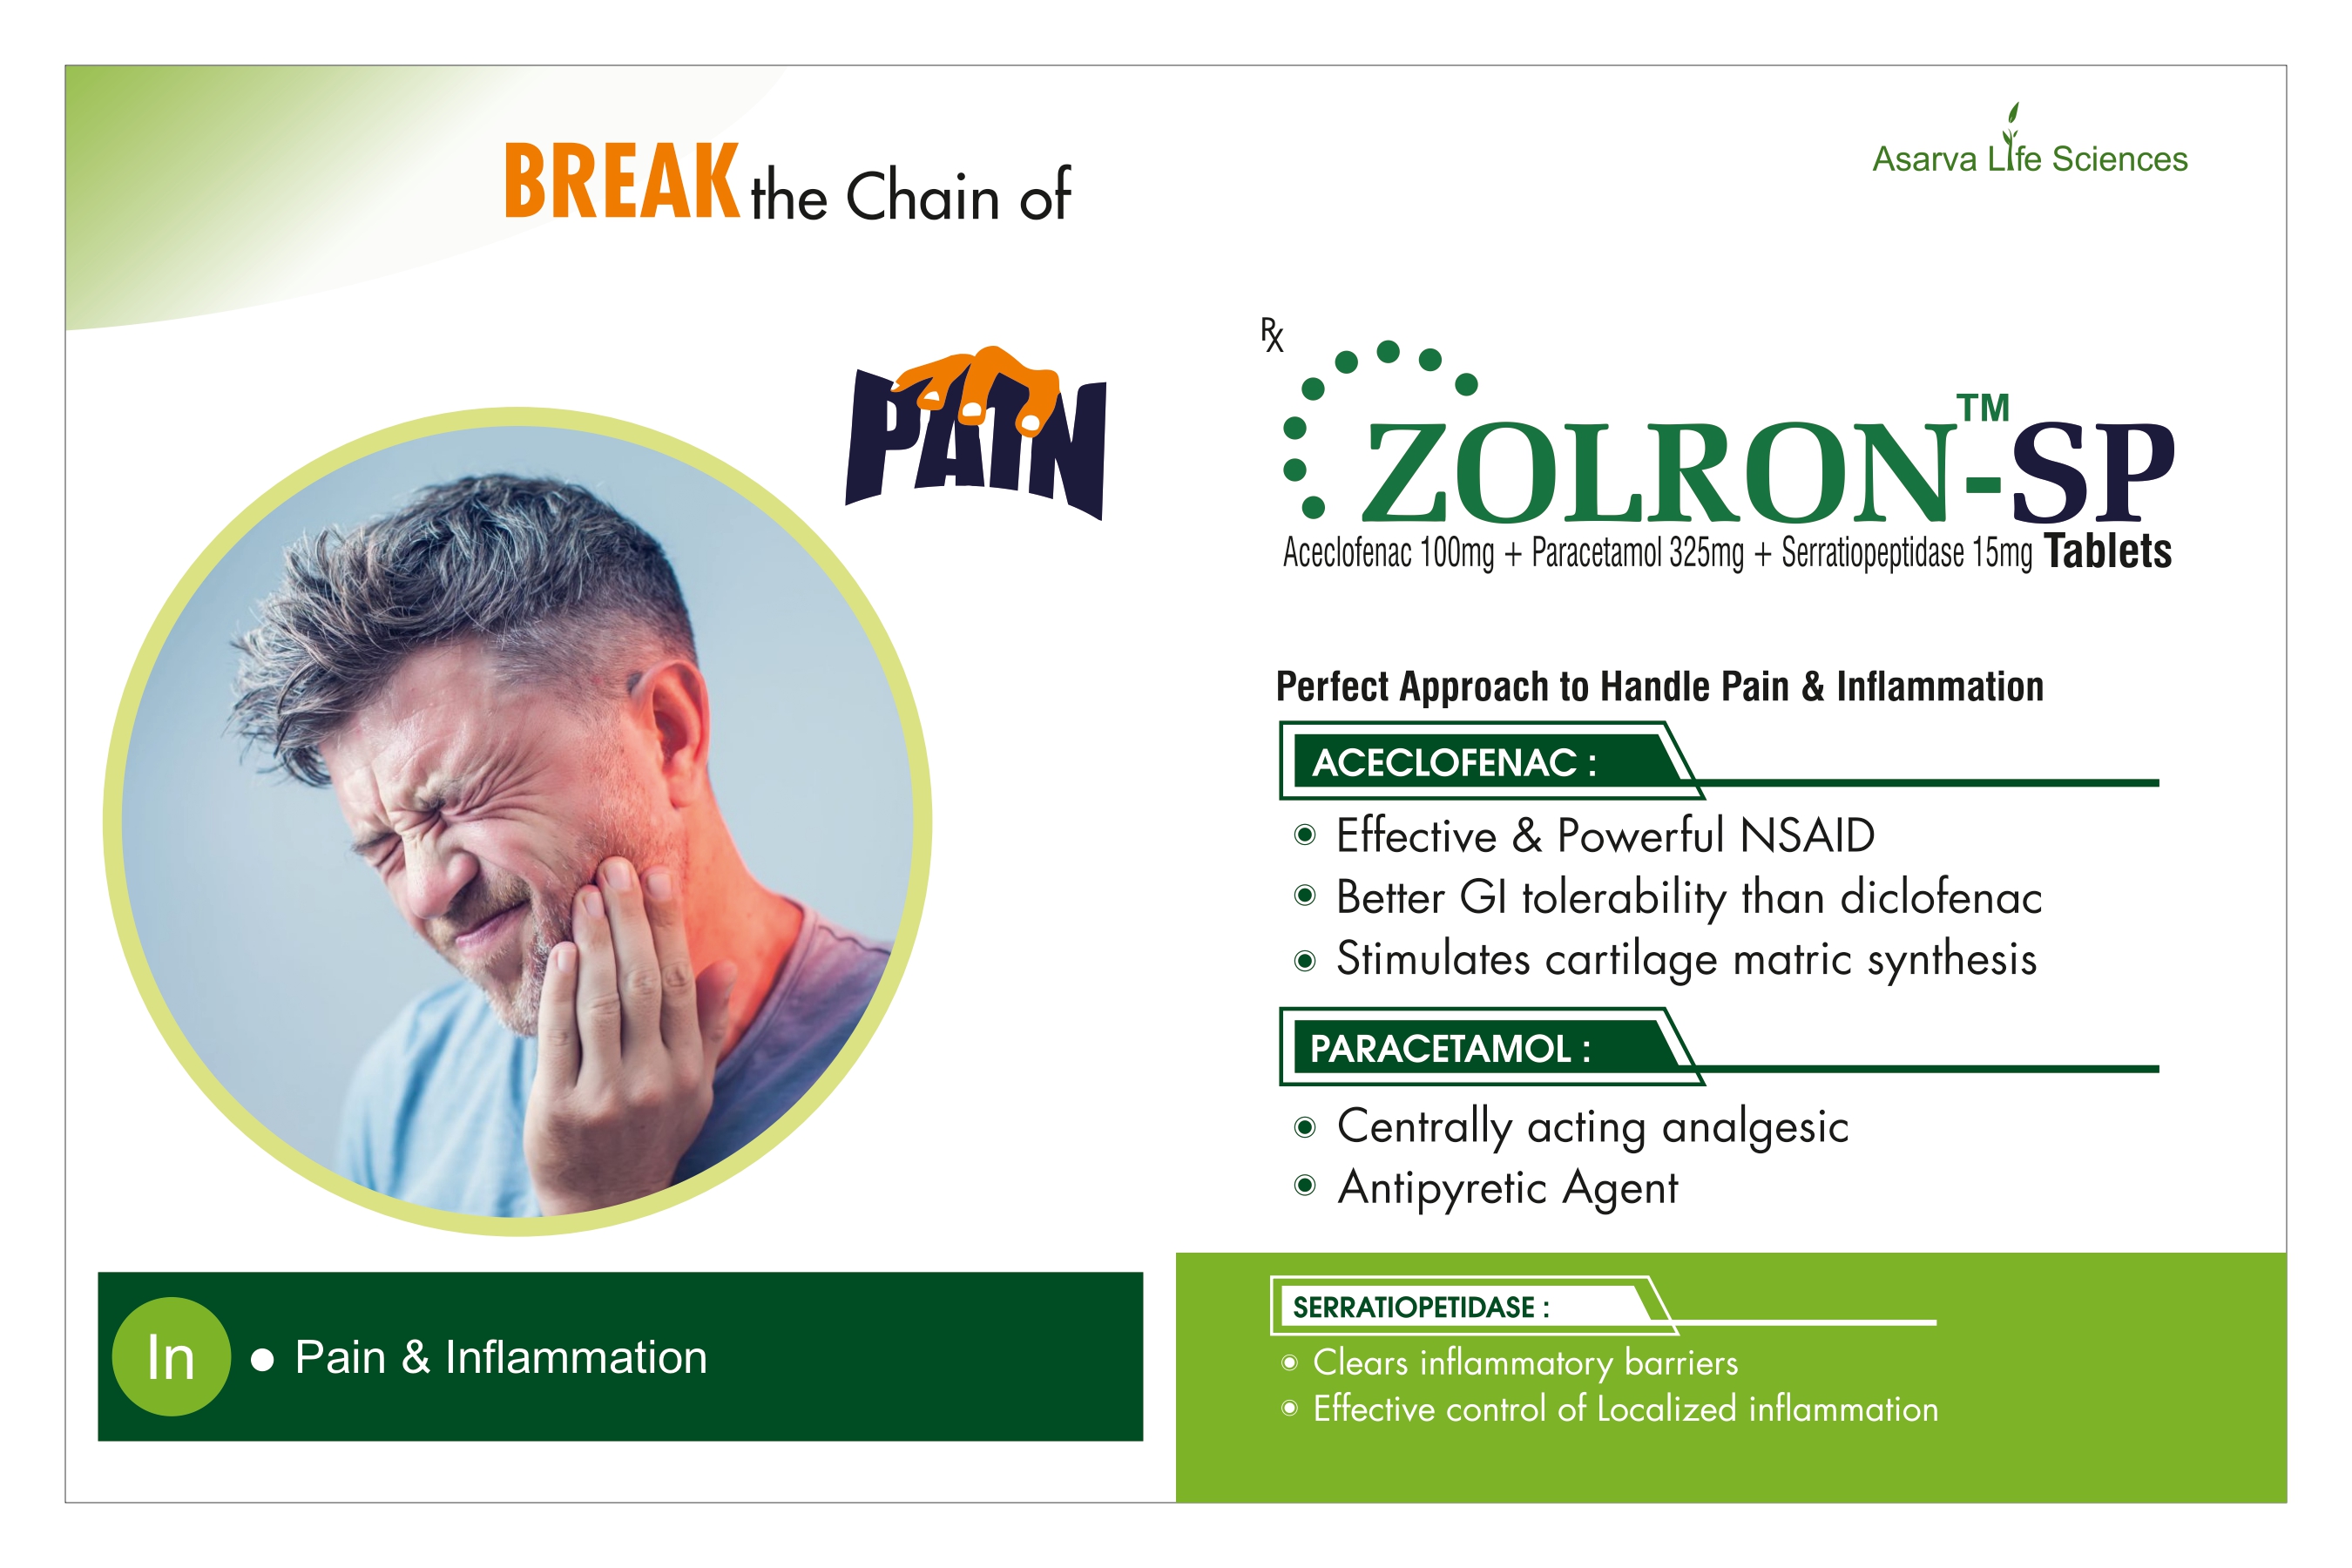 BREAK the Chain of
PAIN
In • Pain & Inflammation
Asarva Life Sciences
Rx
ZOLRON™-SP
Aceclofenac 100mg + Paracetamol 325mg + Serratiopeptidase 15mg Tablets
Perfect Approach to Handle Pain & Inflammation
ACECLOFENAC :
Effective & Powerful NSAID
Better GI tolerability than diclofenac
Stimulates cartilage matric synthesis
PARACETAMOL :
Centrally acting analgesic
Antipyretic Agent
SERRATIOPETIDASE :
Clears inflammatory barriers
Effective control of Localized inflammation